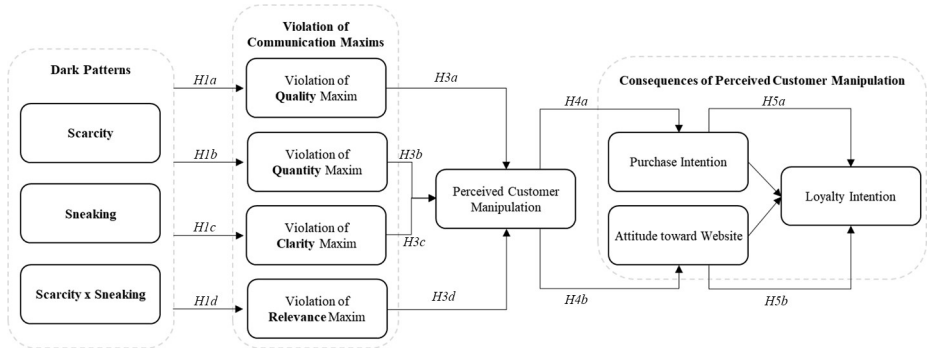 Dark Patterns
Scarcity
Sneaking
Scarcity x Sneaking
H1a
H1b
H1c
H1d
Violation of
Communication Maxims
Violation of
Quality Maxim
Violation of
Quantity Maxim
Violation of
Clarity Maxim
Violation of
Relevance Maxim
H3a
H3b
H3c
H3d
Perceived Customer
Manipulation
H4a
H4b
Consequences of Perceived Customer Manipulation
H5a
Purchase Intention
Attitude toward Website
Loyalty Intention
H5b